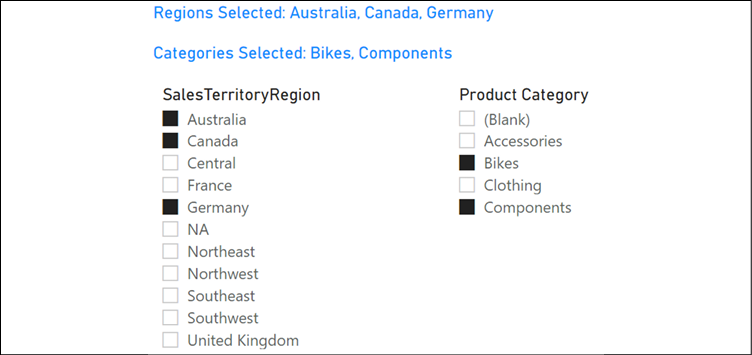 Regions Selected: Australia, Canada, Germany
Categories Selected: Bikes, Components
SalesTerritoryRegion
Australia
Canada
Central
France
Germany
NA
Northeast
Northwest
Southeast
Southwest
United Kingdom
Product Category
(Blank)
Accessories
Bikes
Clothing
Components